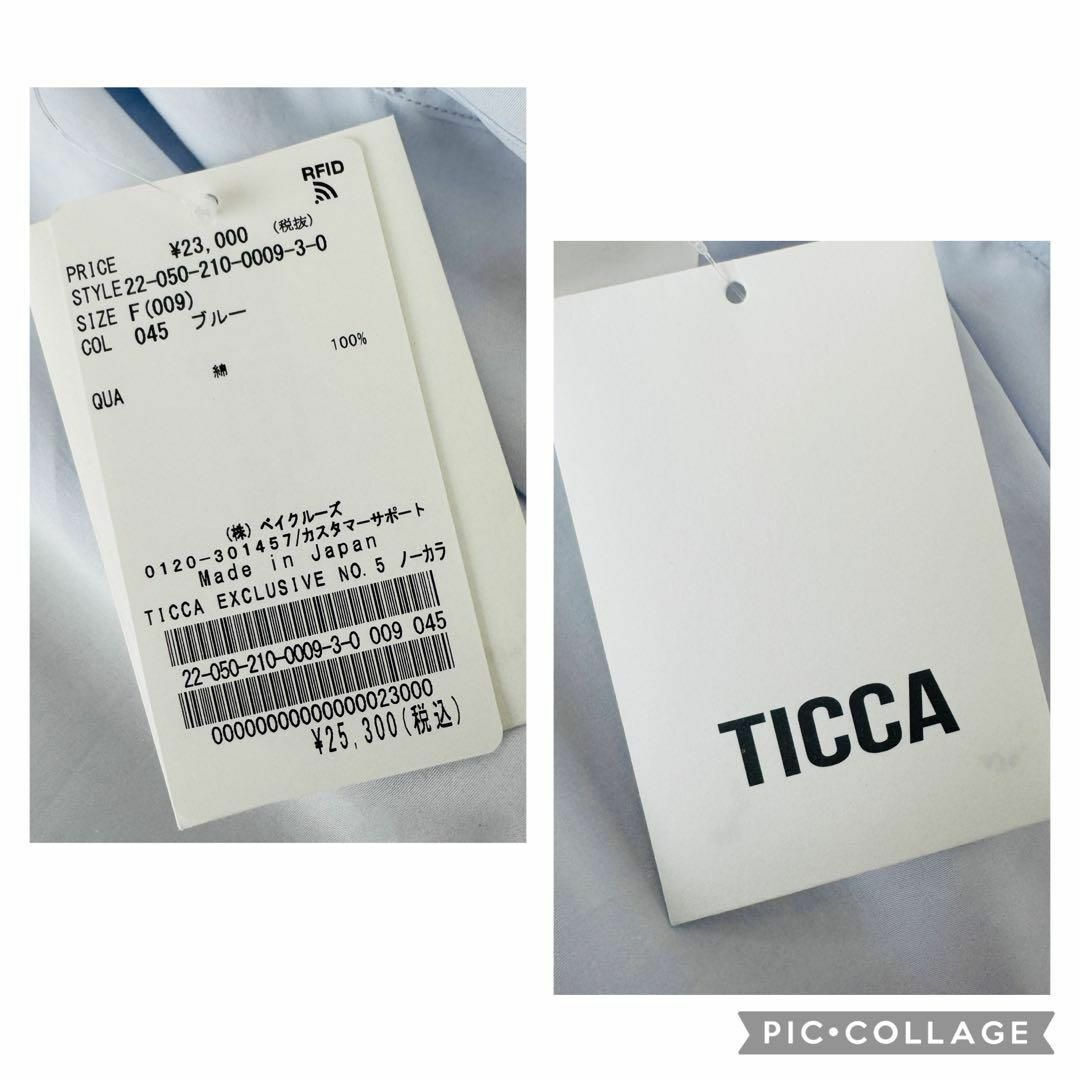 RFID
PRICE ¥23,000 (税抜)
STYLE 22-050-210-0009-3-0
SIZE F(009)
COL 045 ブルー
綿 100%
QUA
(株) ベイクルーズ
0120-301457/カスタマーサポート
Made in Japan
TICCA EXCLUSIVE NO.5 ノーカラ
22-050-210-0009-3-0 009 045
00000000000000023000
¥25,300(税込)
TICCA
PIC•COLLAGE